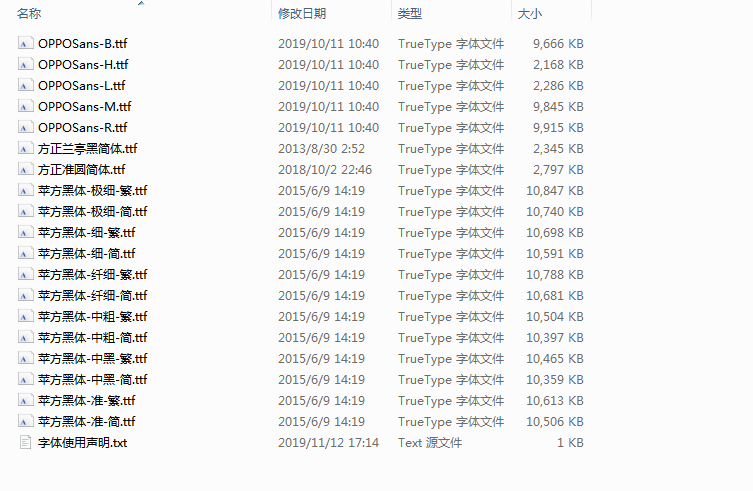 名称 修改日期 类型 大小
OPPOSans-B.ttf 2019/10/11 10:40 TrueType 字体文件 9,666 KB
OPPOSans-H.ttf 2019/10/11 10:40 TrueType 字体文件 2,168 KB
OPPOSans-L.ttf 2019/10/11 10:40 TrueType 字体文件 2,286 KB
OPPOSans-M.ttf 2019/10/11 10:40 TrueType 字体文件 9,845 KB
OPPOSans-R.ttf 2019/10/11 10:40 TrueType 字体文件 9,915 KB
方正兰亭黑简体.ttf 2013/8/30 2:52 TrueType 字体文件 2,345 KB
方正准圆简体.ttf 2018/10/2 22:46 TrueType 字体文件 2,797 KB
苹方黑体-极细-繁.ttf 2015/6/9 14:19 TrueType 字体文件 10,847 KB
苹方黑体-极细-简.ttf 2015/6/9 14:19 TrueType 字体文件 10,740 KB
苹方黑体-细-繁.ttf 2015/6/9 14:19 TrueType 字体文件 10,698 KB
苹方黑体-细-简.ttf 2015/6/9 14:19 TrueType 字体文件 10,591 KB
苹方黑体-纤细-繁.ttf 2015/6/9 14:19 TrueType 字体文件 10,788 KB
苹方黑体-纤细-简.ttf 2015/6/9 14:19 TrueType 字体文件 10,681 KB
苹方黑体-中粗-繁.ttf 2015/6/9 14:19 TrueType 字体文件 10,504 KB
苹方黑体-中粗-简.ttf 2015/6/9 14:19 TrueType 字体文件 10,397 KB
苹方黑体-中黑-繁.ttf 2015/6/9 14:19 TrueType 字体文件 10,465 KB
苹方黑体-中黑-简.ttf 2015/6/9 14:19 TrueType 字体文件 10,359 KB
苹方黑体-准-繁.ttf 2015/6/9 14:19 TrueType 字体文件 10,613 KB
苹方黑体-准-简.ttf 2015/6/9 14:19 TrueType 字体文件 10,506 KB
字体使用声明.txt 2019/11/12 17:14 Text 源文件 1 KB